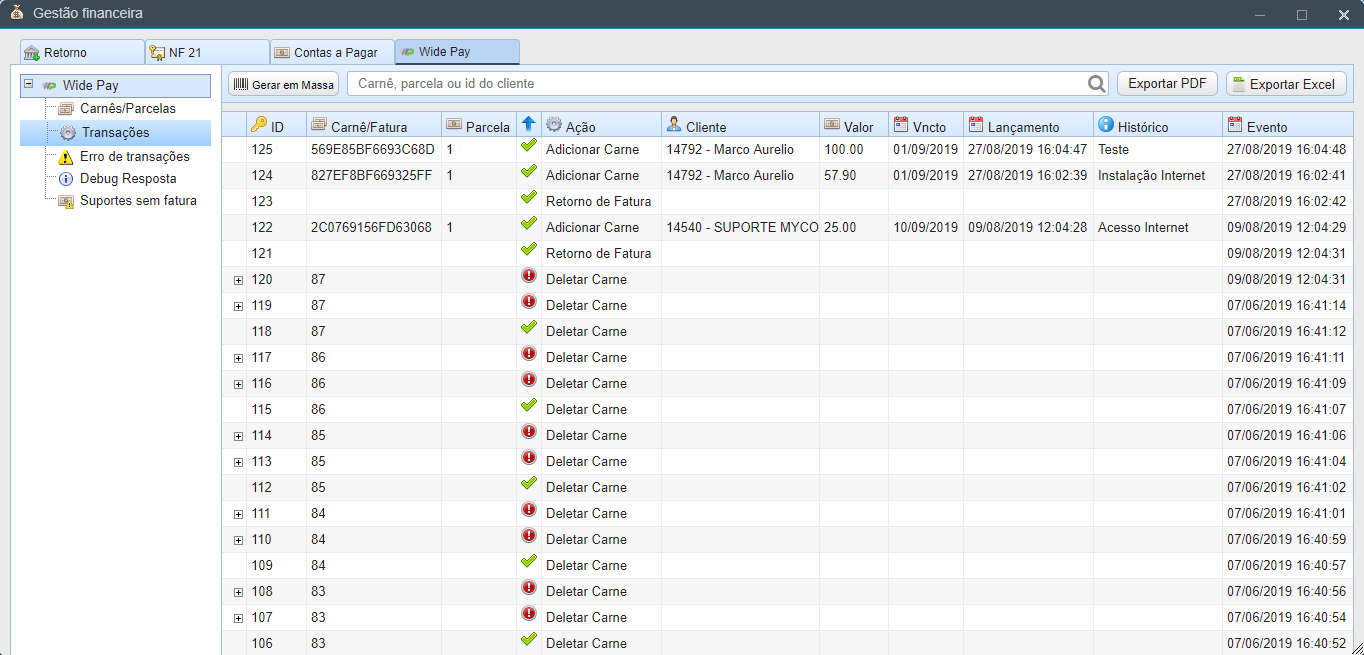 Gestão financeira
Retorno NF 21 Contas a Pagar Wide Pay
Wide Pay
Carnês/Parcelas
Transações
Erro de transações
Debug Resposta
Suportes sem fatura
Gerar em Massa Carnê, parcela ou id do cliente Exportar PDF Exportar Excel
ID Carnê/Fatura Parcela Ação Cliente Valor Vncto Lançamento Histórico Evento
125 569E85BF6693C68D 1 Adicionar Carne 14792 - Marco Aurelio 100.00 01/09/2019 27/08/2019 16:04:47 Teste 27/08/2019 16:04:48
124 827EF8BF669325FF 1 Adicionar Carne 14792 - Marco Aurelio 57.90 01/09/2019 27/08/2019 16:02:39 Instalação Internet 27/08/2019 16:02:41
123 Retorno de Fatura 27/08/2019 16:02:42
122 2C0769156FD63068 1 Adicionar Carne 14540 - SUPORTE MYCO 25.00 10/09/2019 09/08/2019 12:04:28 Acesso Internet 09/08/2019 12:04:29
121 Retorno de Fatura 09/08/2019 12:04:31
120 87 Deletar Carne 09/08/2019 12:04:31
119 87 Deletar Carne 07/06/2019 16:41:14
118 87 Deletar Carne 07/06/2019 16:41:12
117 86 Deletar Carne 07/06/2019 16:41:11
116 86 Deletar Carne 07/06/2019 16:41:09
115 86 Deletar Carne 07/06/2019 16:41:07
114 85 Deletar Carne 07/06/2019 16:41:06
113 85 Deletar Carne 07/06/2019 16:41:04
112 85 Deletar Carne 07/06/2019 16:41:02
111 84 Deletar Carne 07/06/2019 16:41:01
110 84 Deletar Carne 07/06/2019 16:40:59
109 84 Deletar Carne 07/06/2019 16:40:57
108 83 Deletar Carne 07/06/2019 16:40:56
107 83 Deletar Carne 07/06/2019 16:40:54
106 83 Deletar Carne 07/06/2019 16:40:52